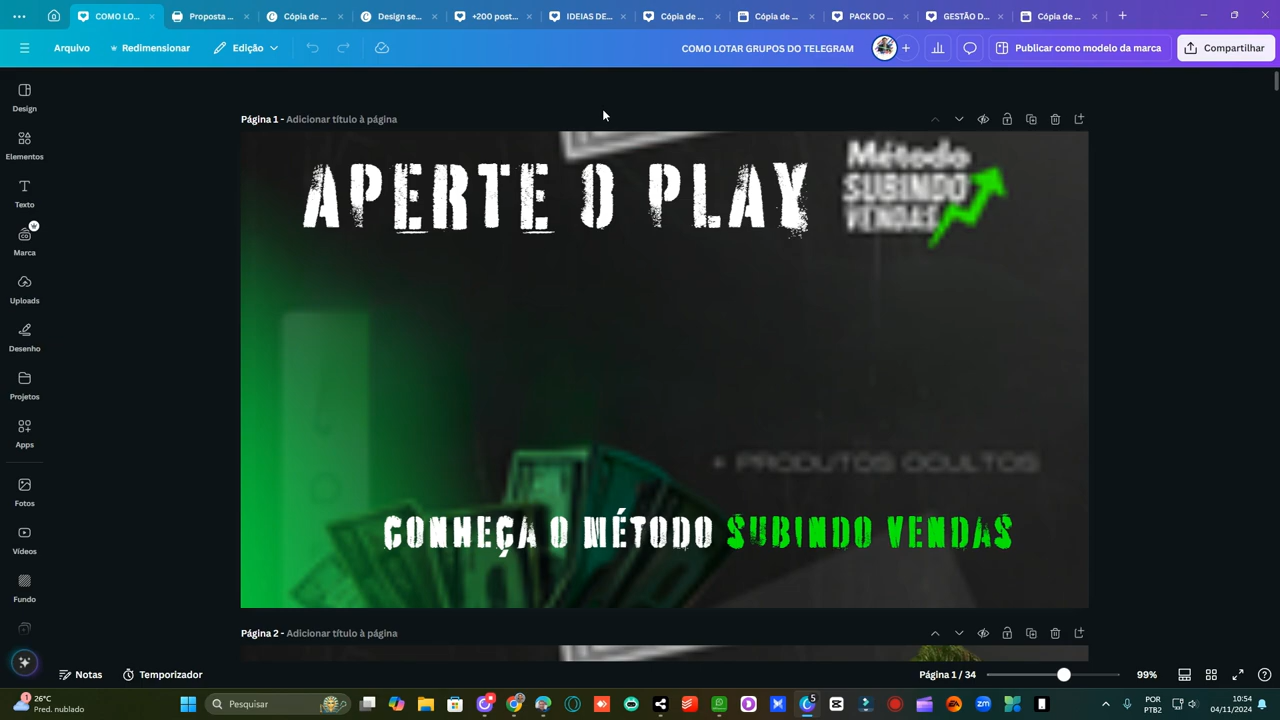 COMO LO...
Proposta ...
Cópia de ...
Design se...
+200 post...
IDEIAS DE...
Cópia de ...
Cópia de ...
PACK DO ...
GESTÃO D...
Cópia de ...
Arquivo
Redimensionar
Edição
COMO LOTAR GRUPOS DO TELEGRAM
Publicar como modelo da marca
Compartilhar
Design
Elementos
Texto
Marca
Uploads
Desenho
Projetos
Apps
Fotos
Vídeos
Fundo
Página 1 - Adicionar título à página
APERTE O PLAY
Método
SUBINDO
VENDAS
+ PRODUTOS OCULTOS
CONHEÇA O MÉTODO SUBINDO VENDAS
Página 2 - Adicionar título à página
Notas
Temporizador
Página 1 / 34
99%
1
26°C
Pred. nublado
Pesquisar
5
POR
PTB2
10:54
04/11/2024